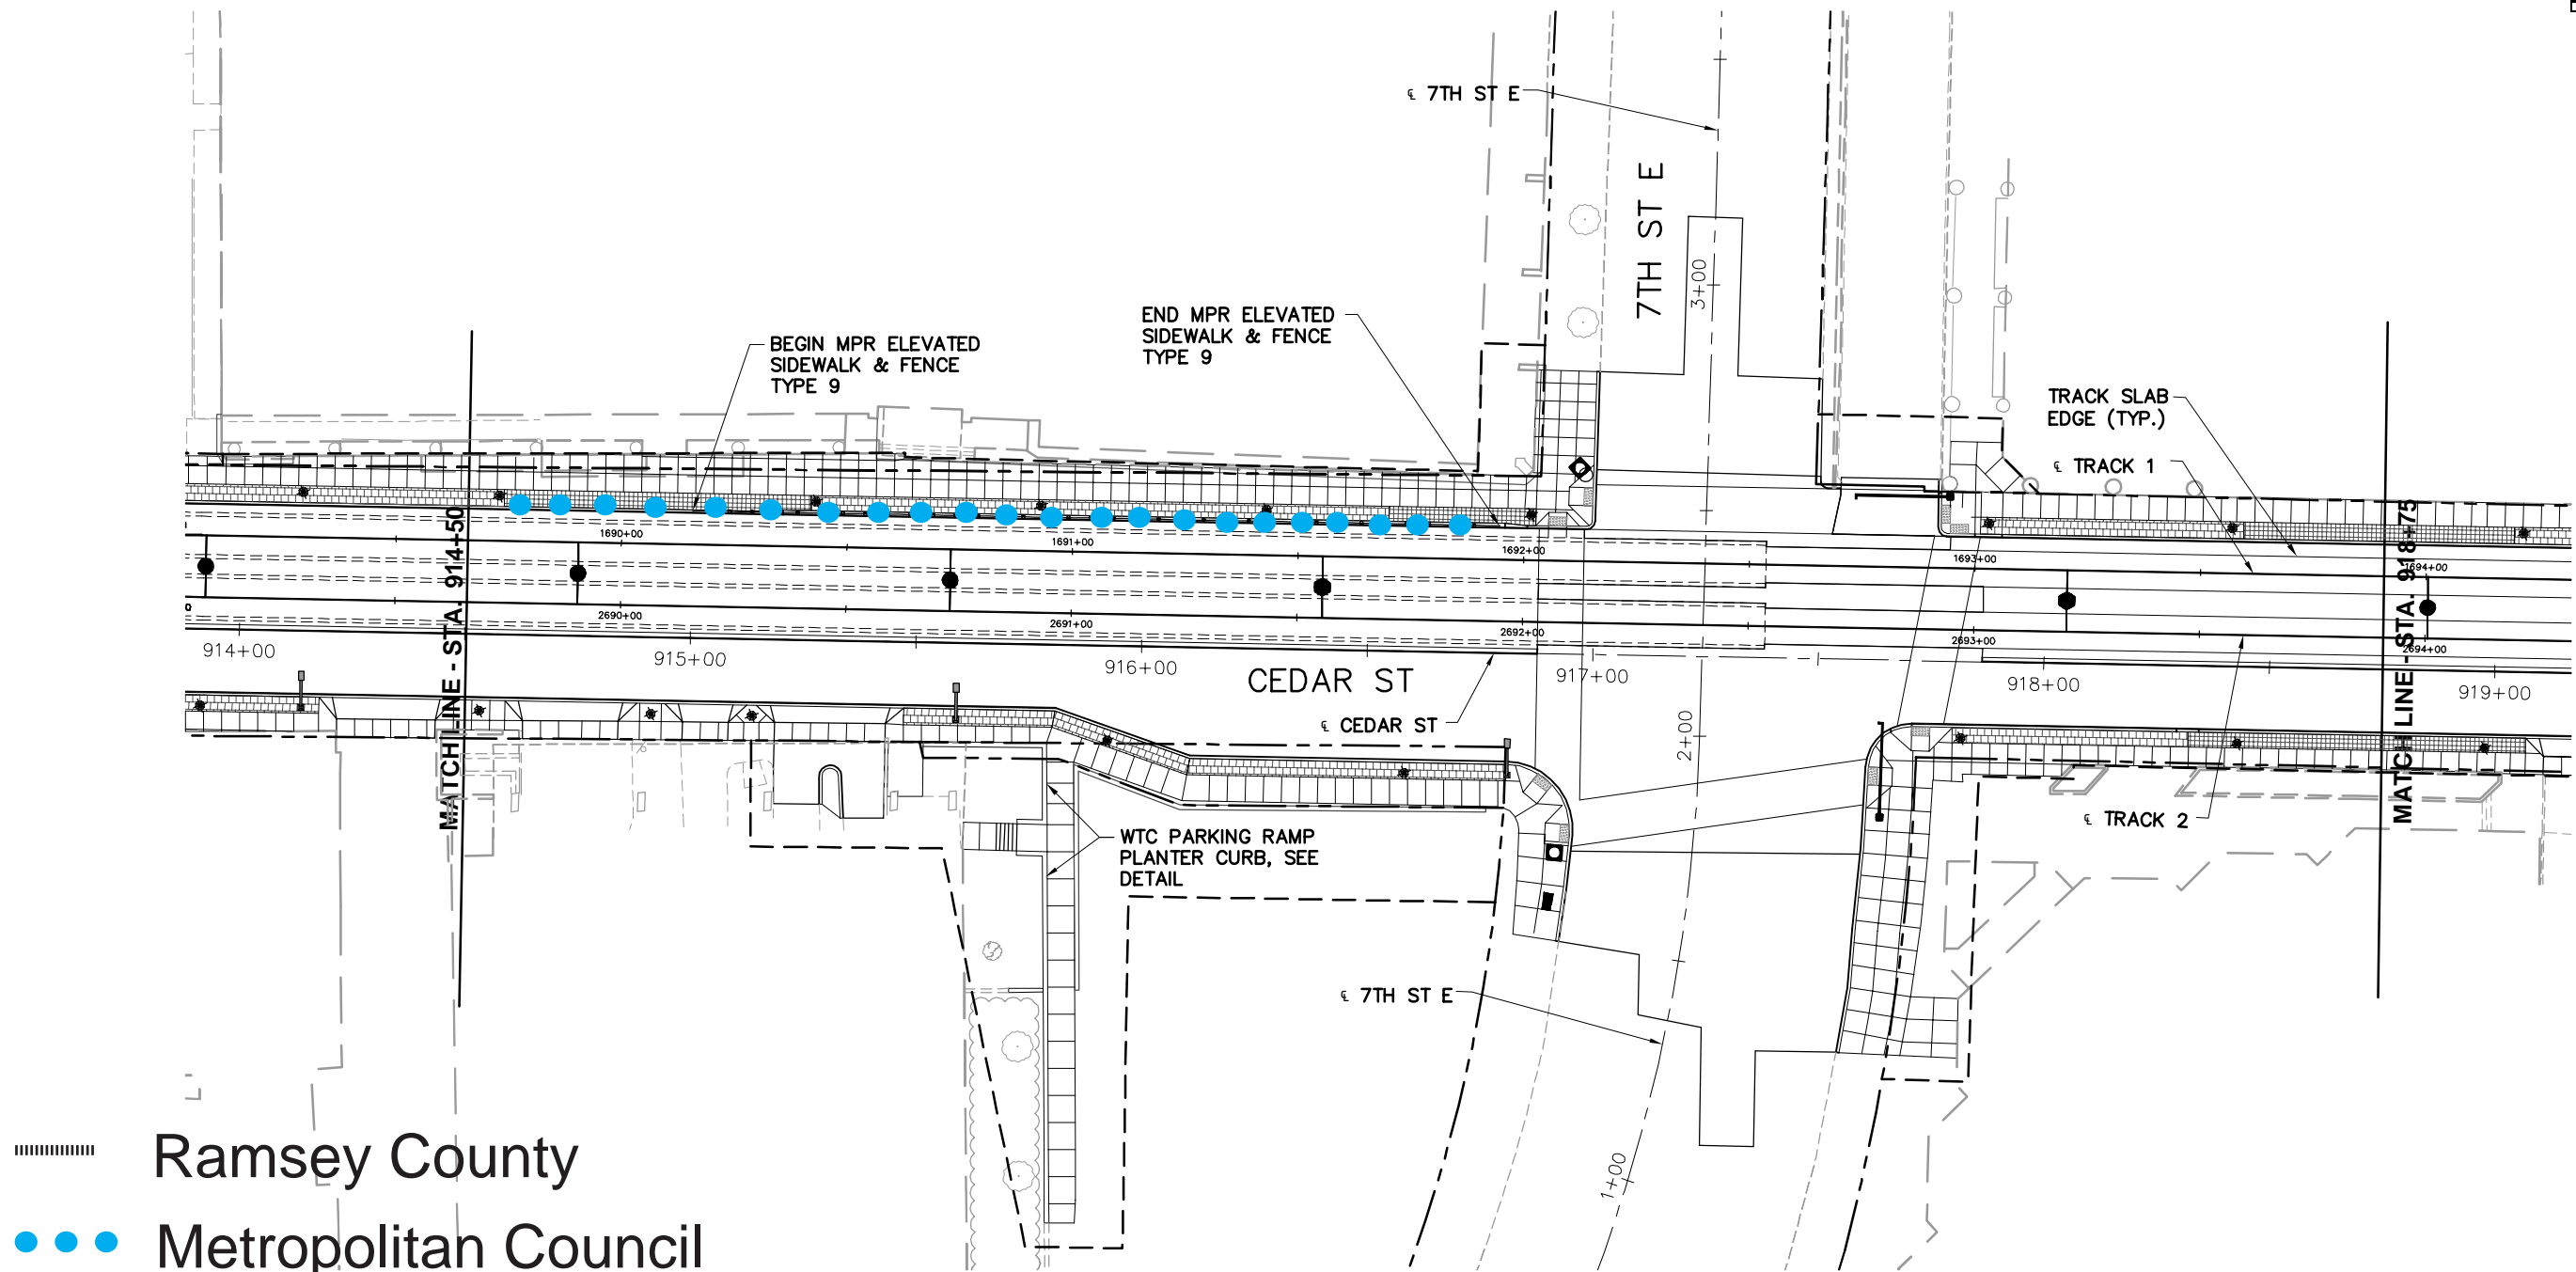 ℄ 7TH ST E
7TH ST E
3+00
END MPR ELEVATED
SIDEWALK & FENCE
TYPE 9
BEGIN MPR ELEVATED
SIDEWALK & FENCE
TYPE 9
TRACK SLAB
EDGE (TYP.)
℄ TRACK 1
MATCH LINE - STA. 914+50
MATCH LINE - STA. 918+75
1690+00
1691+00
1692+00
1693+00
1694+00
2690+00
2691+00
2692+00
2693+00
2694+00
914+00
915+00
916+00
917+00
918+00
919+00
CEDAR ST
℄ CEDAR ST
2+00
℄ TRACK 2
WTC PARKING RAMP
PLANTER CURB, SEE
DETAIL
℄ 7TH ST E
1+00
Ramsey County
Metropolitan Council